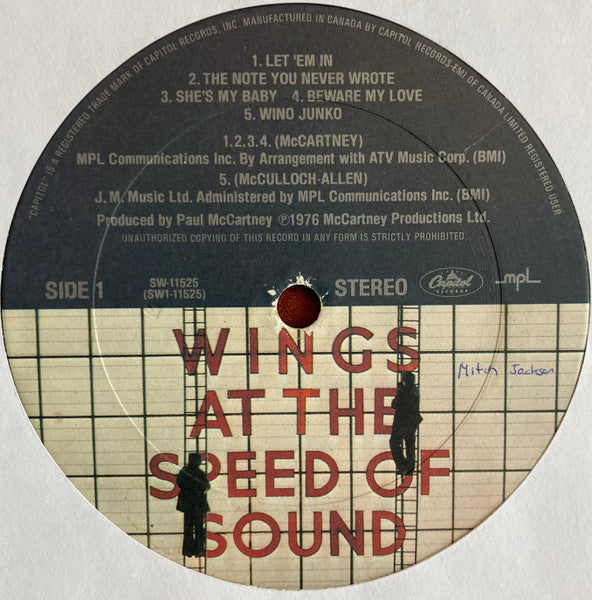 "CAPITOL" IS A REGISTERED TRADE MARK OF CAPITOL RECORDS, INC. MANUFACTURED IN CANADA BY CAPITOL RECORDS-EMI OF CANADA LIMITED REGISTERED USER
1. LET 'EM IN
2. THE NOTE YOU NEVER WROTE
3. SHE'S MY BABY 4. BEWARE MY LOVE
5. WINO JUNKO
1.2.3.4. (McCARTNEY)
MPL Communications Inc. By Arrangement with ATV Music Corp. (BMI)
5. (McCULLOCH-ALLEN)
J. M. Music Ltd. Administered by MPL Communications Inc. (BMI)
Produced by Paul McCartney ℗1976 McCartney Productions Ltd.
UNAUTHORIZED COPYING OF THIS RECORD IN ANY FORM IS STRICTLY PROHIBITED.
SIDE 1
SW-11525
(SW1-11525)
STEREO
Capitol
RECORDS
mpl
WINGS
AT THE
SPEED OF
SOUND
Mitch Jackson